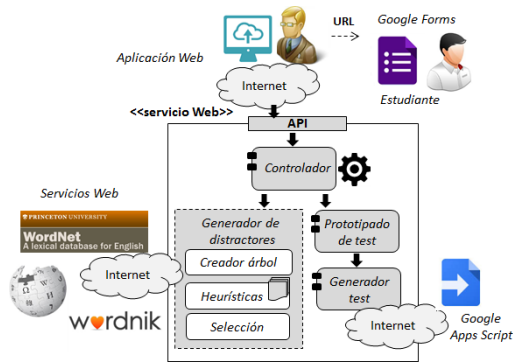 URL
Google Forms
Aplicación Web
Internet
Estudiante
<<servicio Web>>
API
Controlador
Servicios Web
PRINCETON UNIVERSITY
WordNet
A lexical database for English
Internet
wordnik
Generador de
distractores
Creador árbol
Heurísticas
Selección
Prototipado
de test
Generador
test
Internet
Google
Apps Script